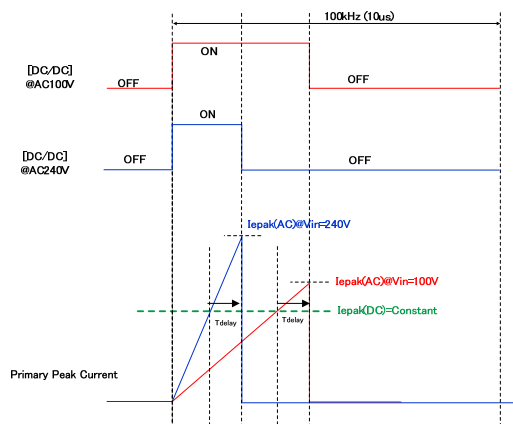 100kHz (10us)
[DC/DC]
@AC100V
OFF
ON
OFF
[DC/DC]
@AC240V
OFF
ON
OFF
Iepak(AC)@Vin=240V
Iepak(AC)@Vin=100V
Iepak(DC)=Constant
Tdelay
Tdelay
Primary Peak Current